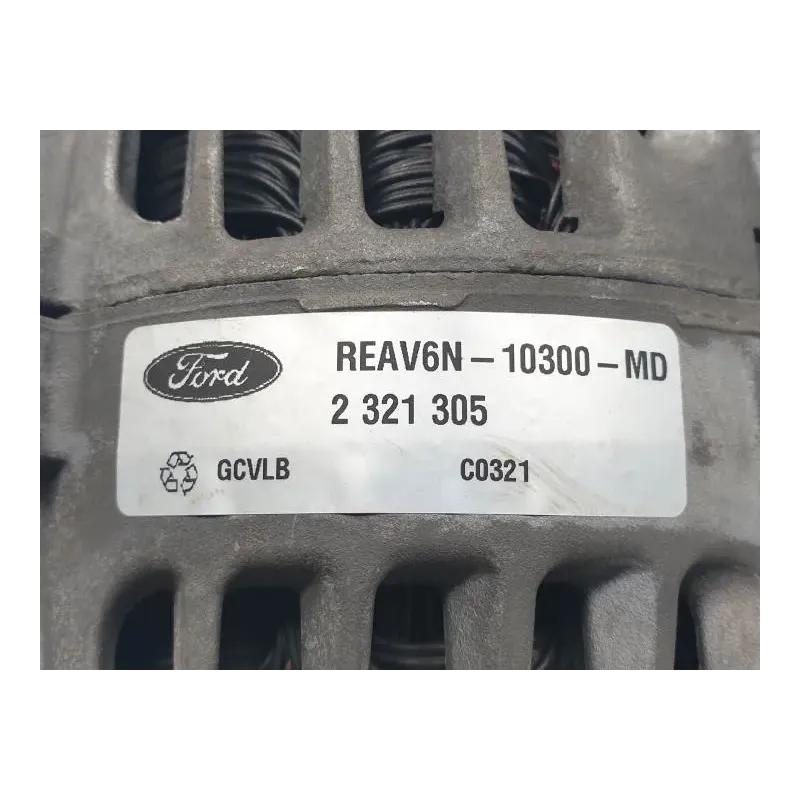 Ford
REAV6N-10300-MD
2 321 305
GCVLB C0321